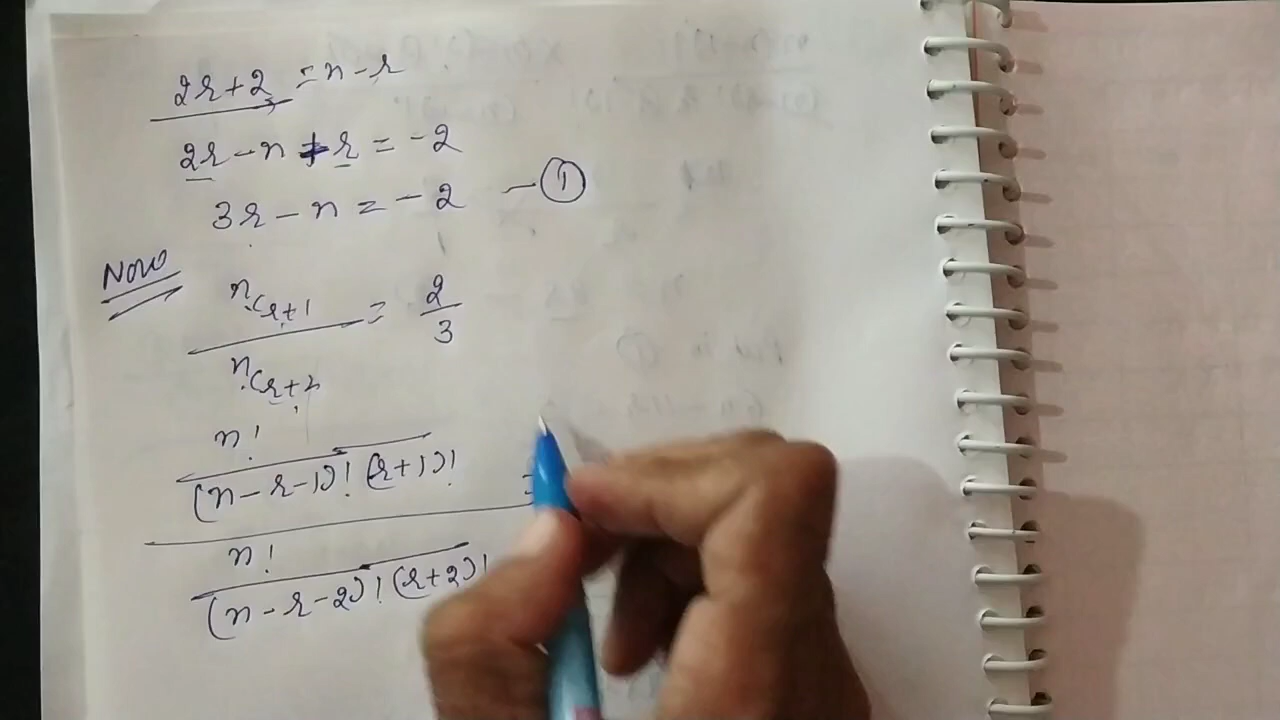 2r+2 = n-r
2r - n + r = -2
3r - n = -2 — ①
Now
ⁿCr+1 = 2
3
ⁿCr+2
n!
(n-r-1)! (r+1)!
=
n!
(n-r-2)! (r+2)!